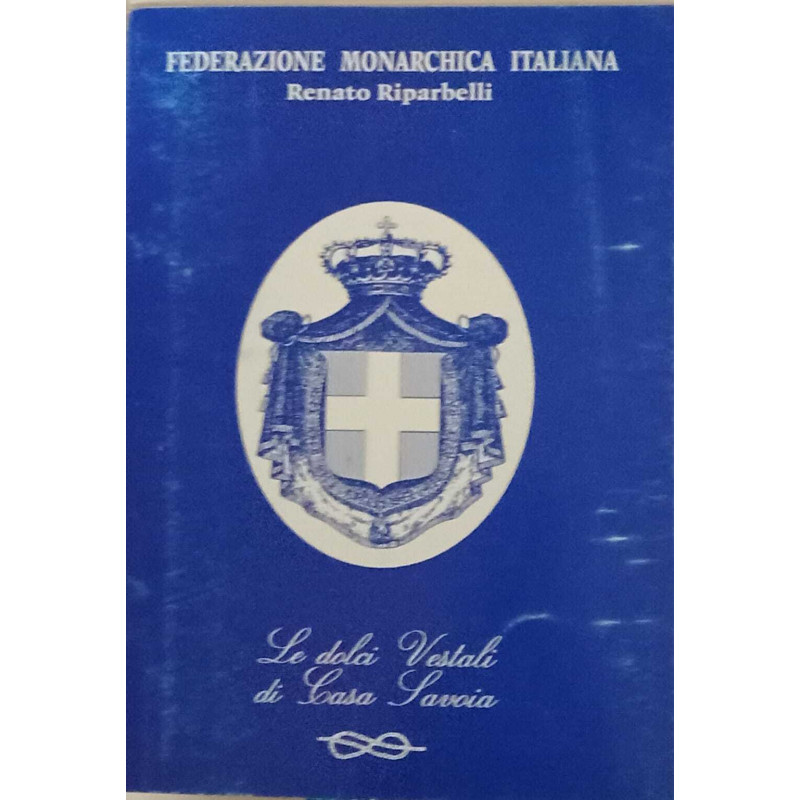 FEDERAZIONE MONARCHICA ITALIANA
Renato Riparbelli
Le dolci Vestali
di Casa Savoia